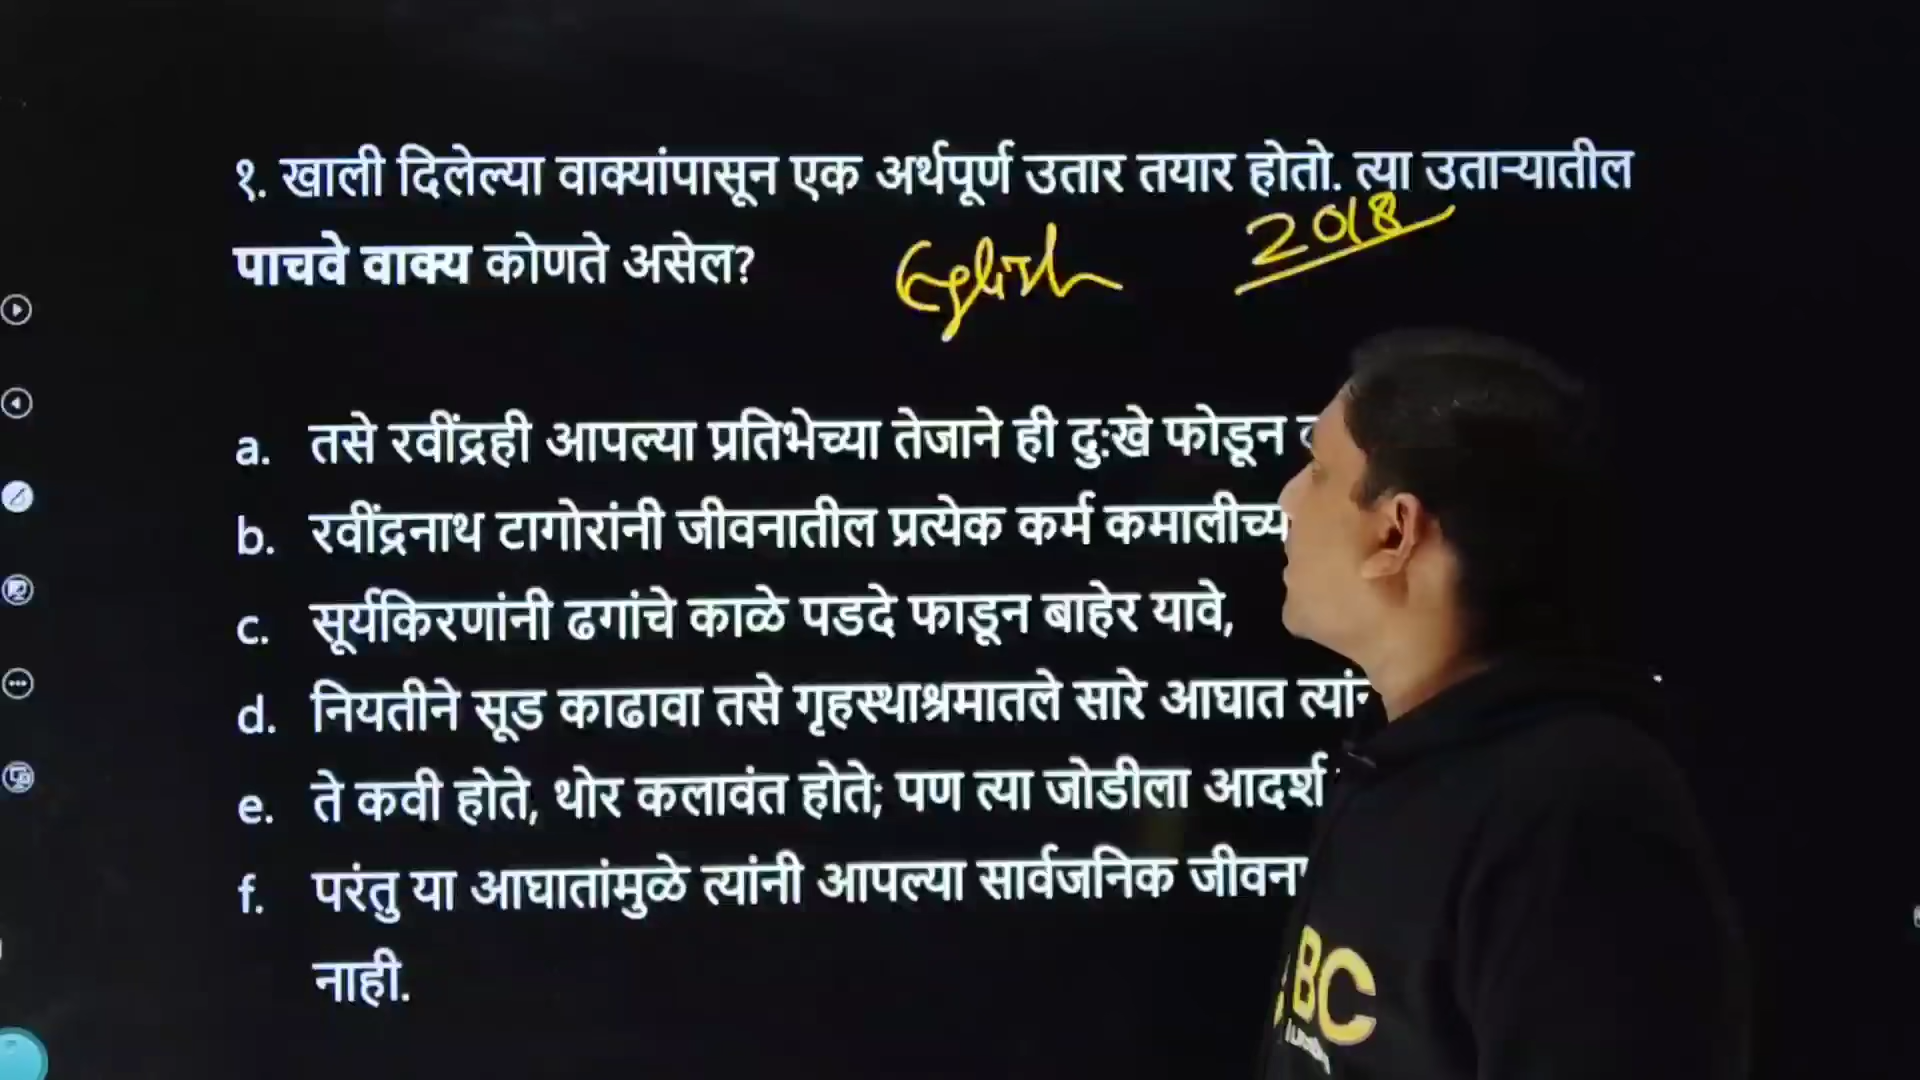 १. खाली दिलेल्या वाक्यांपासून एक अर्थपूर्ण उतार तयार होतो. त्या उताऱ्यातील
पाचवे वाक्य कोणते असेल?
English
2018
a. तसे रवींद्रही आपल्या प्रतिभेच्या तेजाने ही दुःखे फोडून
b. रवींद्रनाथ टागोरांनी जीवनातील प्रत्येक कर्म
c. सूर्यकिरणांनी ढगांचे काळे पडदे फाडून बाहेर यावे,
d. नियतीने सूड काढावा तसे गृहस्थाश्रमातले सारे आघात
e. ते कवी होते, थोर कलावंत होते; पण त्या जोडीला आदर्श
f. परंतु या आघातांमुळे त्यांनी आपल्या सार्वजनिक
नाही.
BC